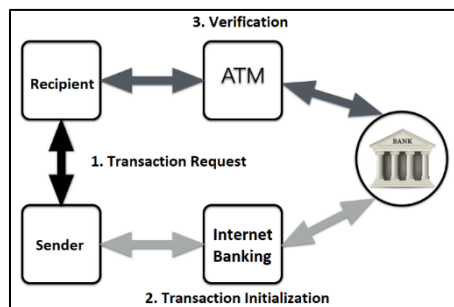 3. Verification
Recipient
ATM
BANK
1. Transaction Request
Sender
Internet
Banking
2. Transaction Initialization